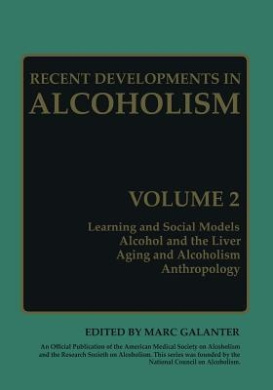 RECENT DEVELOPMENTS IN
ALCOHOLISM
VOLUME 2
Learning and Social Models
Alcohol and the Liver
Aging and Alcoholism
Anthropology
EDITED BY MARC GALANTER
An Official Publication of the American Medical Society on Alcoholism
and the Research Society on Alcoholism. This series was founded by the
National Council on Alcoholism.